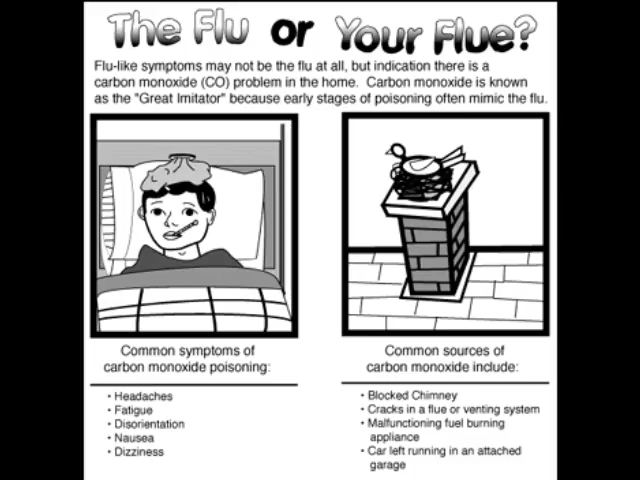 The Flu or Your Flue?
Flu-like symptoms may not be the flu at all, but indication there is a
carbon monoxide (CO) problem in the home. Carbon monoxide is known
as the "Great Imitator" because early stages of poisoning often mimic the flu.
Common symptoms of
carbon monoxide poisoning:
• Headaches
• Fatigue
• Disorientation
• Nausea
• Dizziness
Common sources of
carbon monoxide include:
• Blocked Chimney
• Cracks in a flue or venting system
• Malfunctioning fuel burning
appliance
• Car left running in an attached
garage